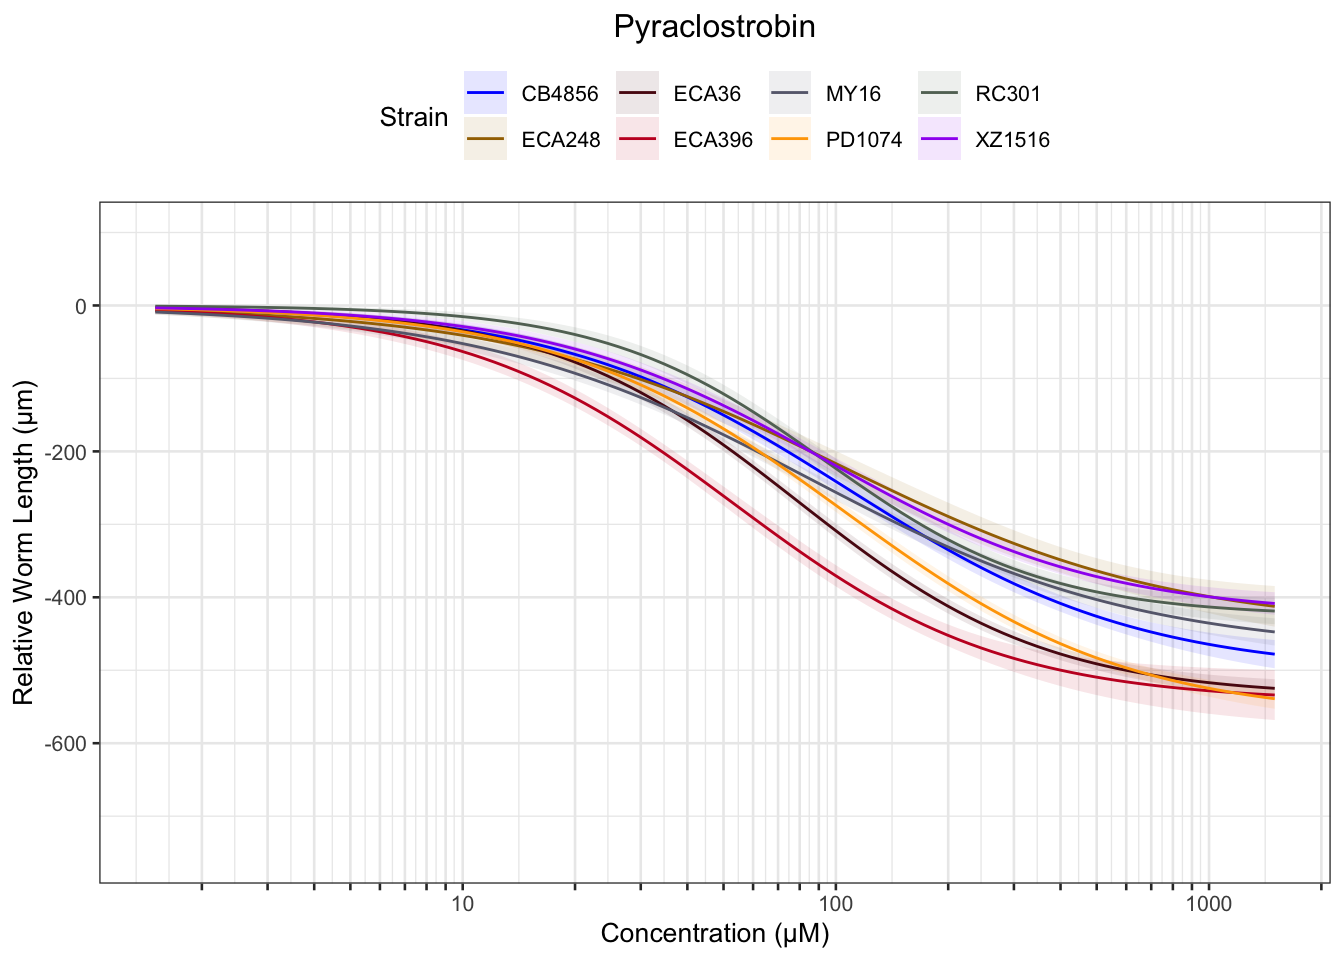 Pyraclostrobin
Strain
CB4856 ECA36 MY16 RC301
ECA248 ECA396 PD1074 XZ1516
Relative Worm Length (µm)
0
-200
-400
-600
10 100 1000
Concentration (µM)